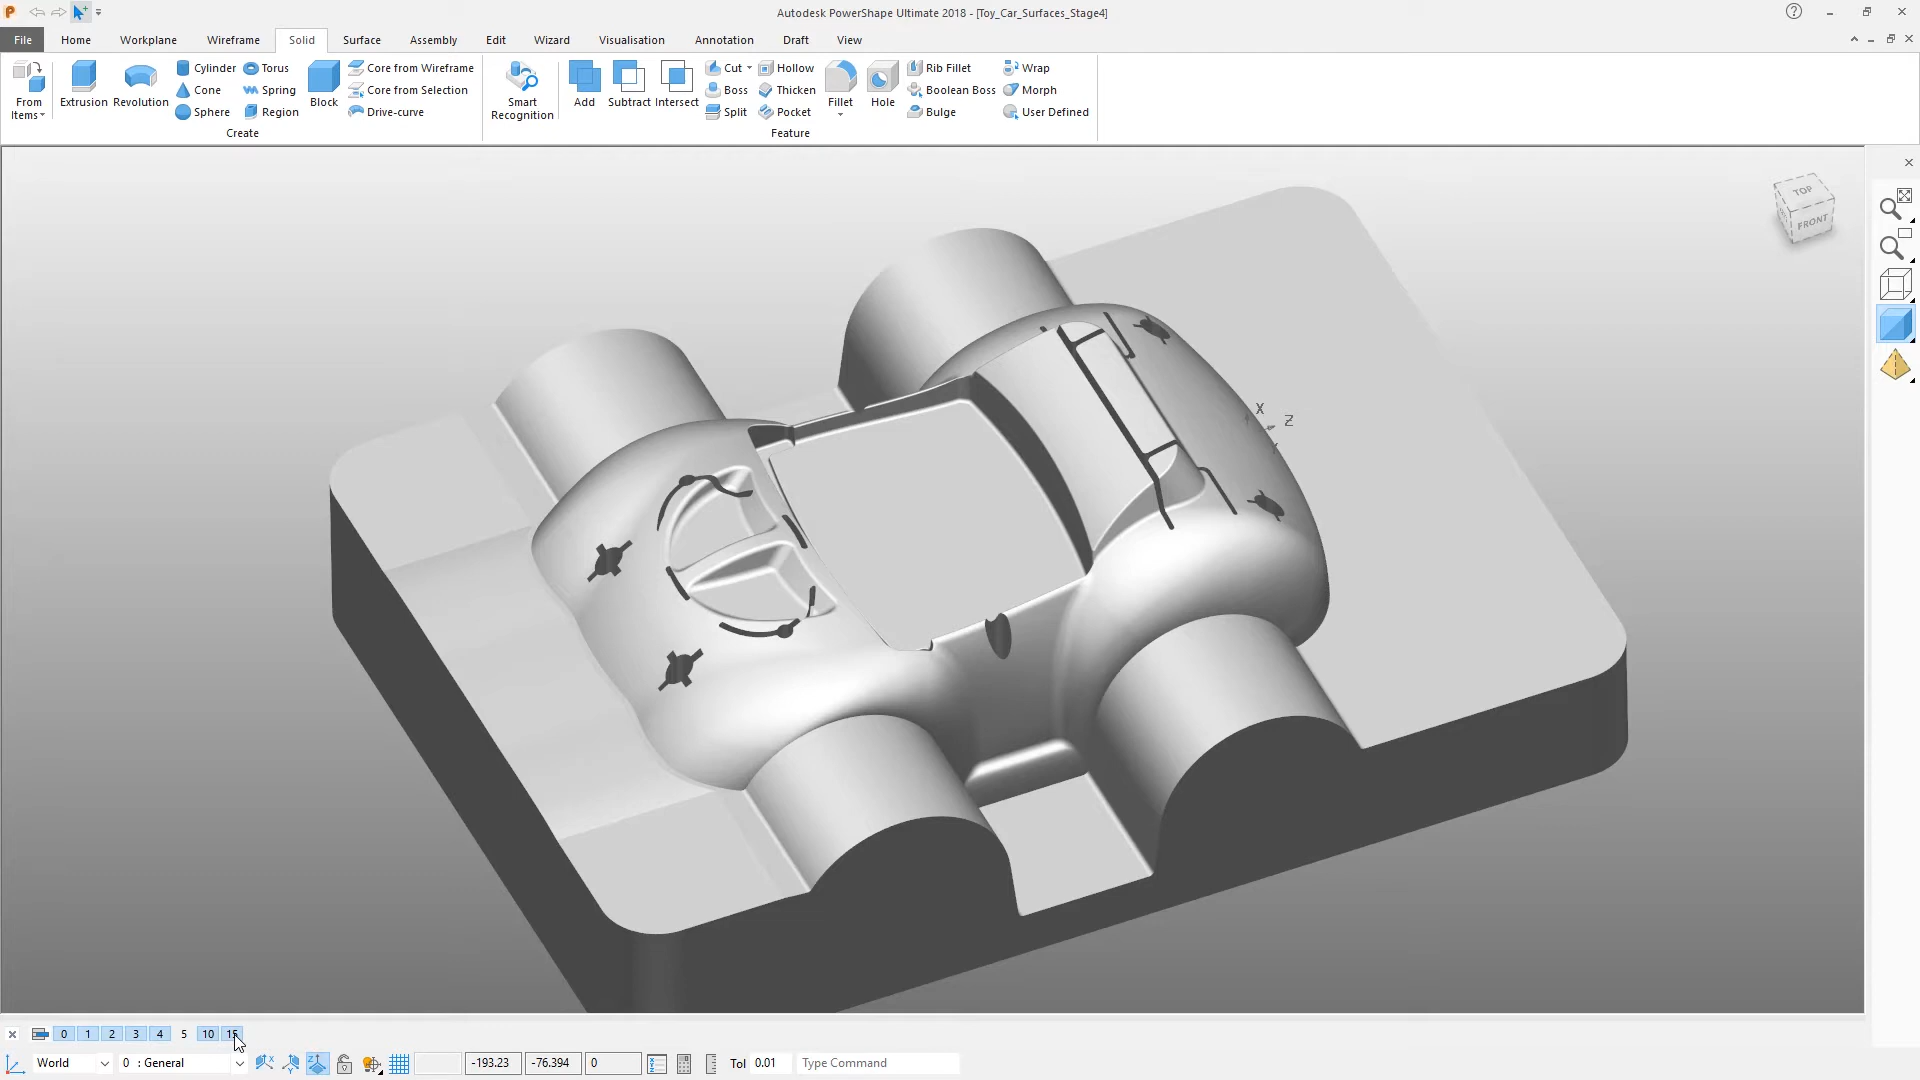 Autodesk PowerShape Ultimate 2018 - [Toy_Car_Surfaces_Stage4]
File Home Workplane Wireframe Solid Surface Assembly Edit Wizard Visualisation Annotation Draft View
From Items
Extrusion
Revolution
Cylinder
Cone
Sphere
Torus
Spring
Region
Block
Core from Wireframe
Core from Selection
Drive-curve
Create
Smart Recognition
Add
Subtract
Intersect
Cut
Boss
Split
Hollow
Thicken
Pocket
Fillet
Hole
Rib Fillet
Boolean Boss
Bulge
Wrap
Morph
User Defined
Feature
TOP
FRONT
X
Z
0 1 2 3 4 5 10 15
World 0 : General -193.23 -76.394 0 Tol 0.01 Type Command